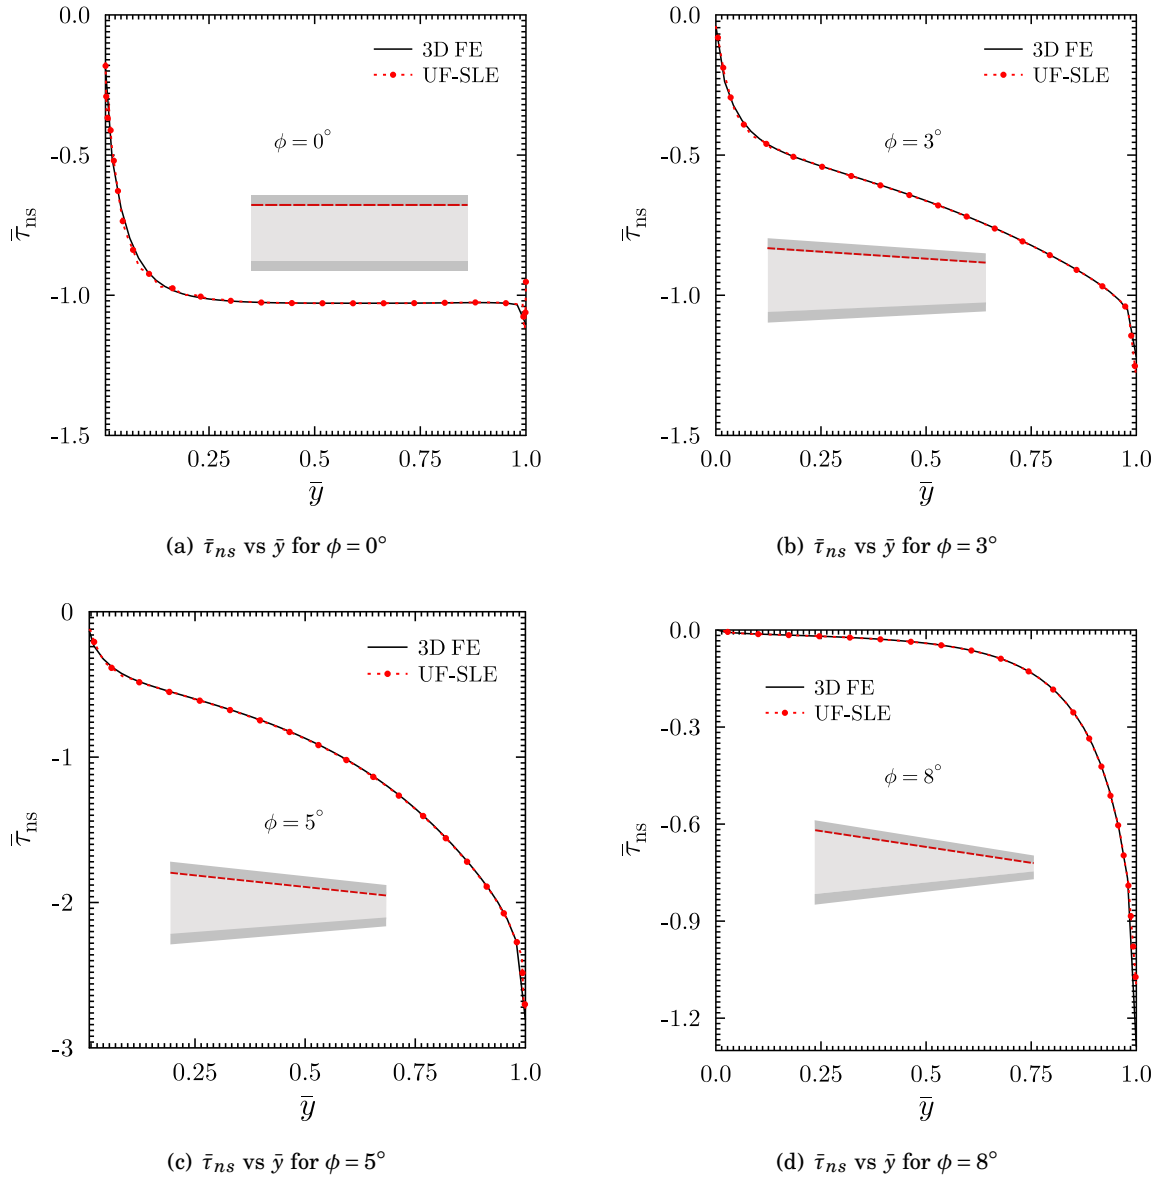 0.0
-0.5
-1.0
-1.5
τ̄ns
3D FE
UF-SLE
ϕ = 0°
0.25 0.50 0.75 1.0
ȳ
(a) τ̄ns vs ȳ for ϕ = 0°
0.0
-0.5
-1.0
-1.5
τ̄ns
3D FE
UF-SLE
ϕ = 3°
0.0 0.25 0.50 0.75 1.0
ȳ
(b) τ̄ns vs ȳ for ϕ = 3°
0
-1
-2
-3
τ̄ns
3D FE
UF-SLE
ϕ = 5°
0.25 0.50 0.75 1.0
ȳ
(c) τ̄ns vs ȳ for ϕ = 5°
0.0
-0.3
-0.6
-0.9
-1.2
τ̄ns
3D FE
UF-SLE
ϕ = 8°
0.0 0.25 0.50 0.75 1.0
ȳ
(d) τ̄ns vs ȳ for ϕ = 8°